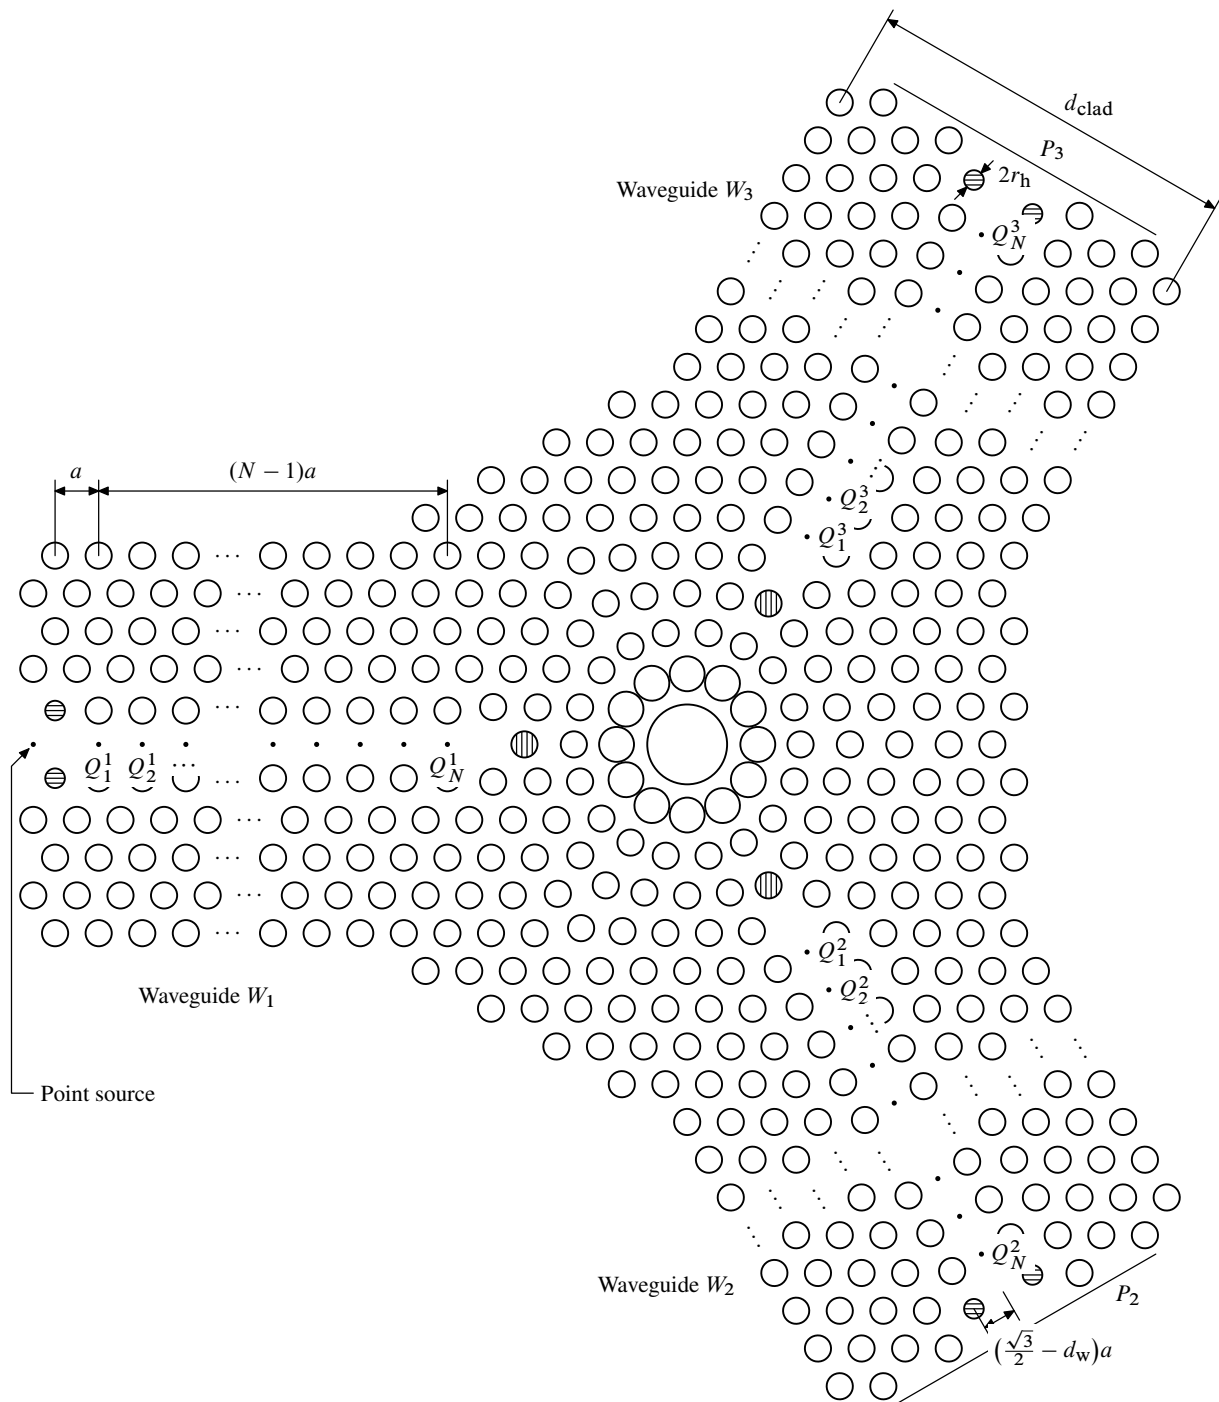 d_clad
P_3
2r_h
Waveguide W_3
Q_N^3
a
(N − 1)a
Q_2^3
Q_1^3
Q_1^1 Q_2^1 ⋯ Q_N^1
Q_1^2
Waveguide W_1
Q_2^2
Point source
Q_N^2
Waveguide W_2
P_2
(√3/2 − d_w)a